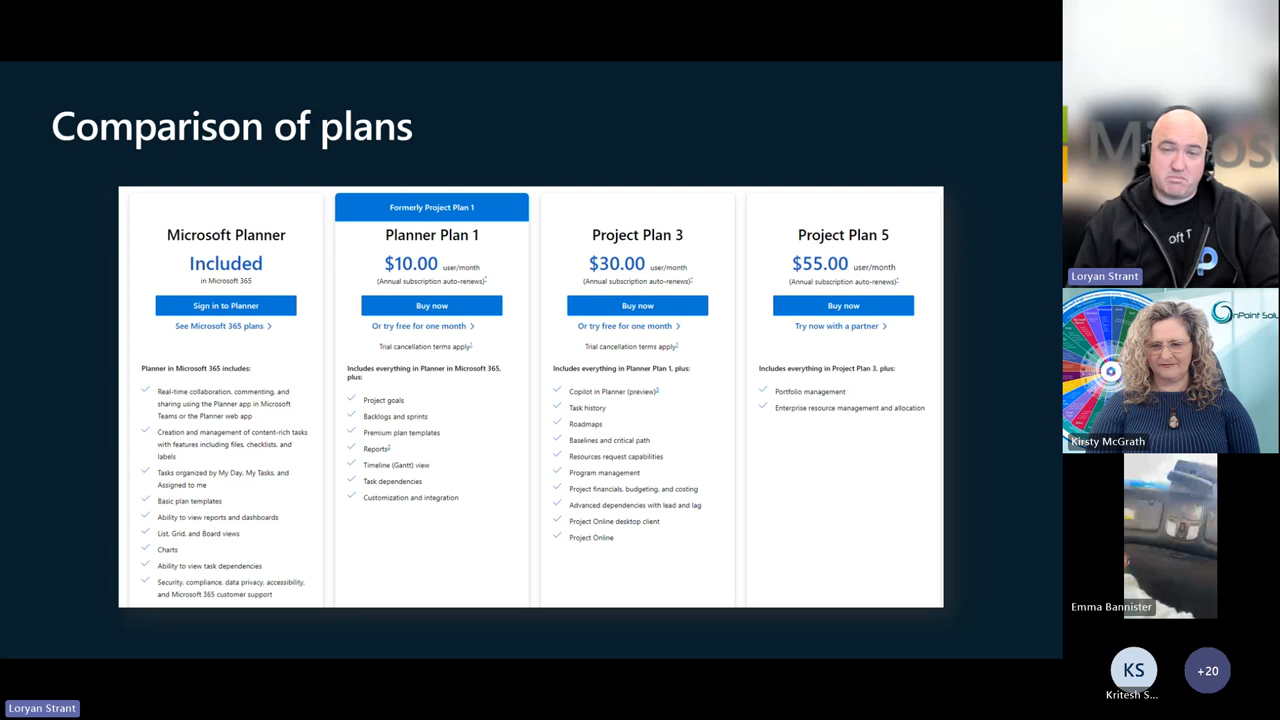 Comparison of plans
Formerly Project Plan 1
Microsoft Planner
Included
in Microsoft 365
Sign in to Planner
See Microsoft 365 plans >
Planner in Microsoft 365 includes:
Real-time collaboration, commenting, and
sharing using the Planner app in Microsoft
Teams or the Planner web app
Creation and management of content-rich tasks
with features including files, checklists, and
labels
Tasks organized by My Day, My Tasks, and
Assigned to me
Basic plan templates
Ability to view reports and dashboards
List, Grid, and Board views
Charts
Ability to view task dependencies
Security, compliance, data privacy, accessibility,
and Microsoft 365 customer support
Planner Plan 1
$10.00 user/month
(Annual subscription auto-renews)*
Buy now
Or try free for one month >
Trial cancellation terms apply
Includes everything in Planner in Microsoft 365,
plus:
Project goals
Backlogs and sprints
Premium plan templates
Reports
Timeline (Gantt) view
Task dependencies
Customization and integration
Project Plan 3
$30.00 user/month
(Annual subscription auto-renews)*
Buy now
Or try free for one month >
Trial cancellation terms apply
Includes everything in Planner Plan 1, plus:
Copilot in Planner (preview)
Task history
Roadmaps
Baselines and critical path
Resources request capabilities
Program management
Project financials, budgeting, and costing
Advanced dependencies with lead and lag
Project Online desktop client
Project Online
Project Plan 5
$55.00 user/month
(Annual subscription auto-renews)*
Buy now
Try now with a partner >
Includes everything in Project Plan 3, plus:
Portfolio management
Enterprise resource management and allocation
Loryan Strant
Kirsty McGrath
Emma Bannister
KS
Kritesh S...
+20
Loryan Strant